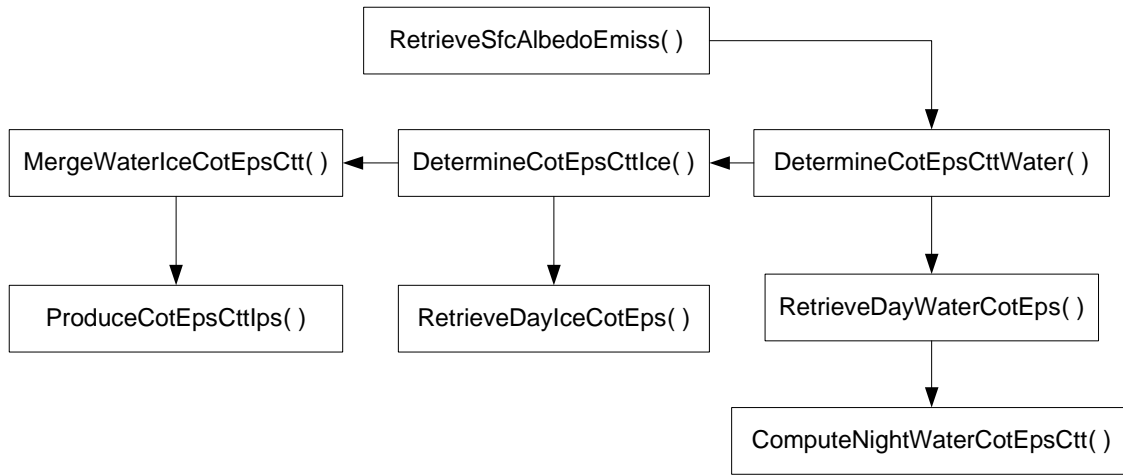 RetrieveSfcAlbedoEmiss( )
MergeWaterIceCotEpsCtt( )
DetermineCotEpsCttIce( )
DetermineCotEpsCttWater( )
ProduceCotEpsCttIps( )
RetrieveDayIceCotEps( )
RetrieveDayWaterCotEps( )
ComputeNightWaterCotEpsCtt( )